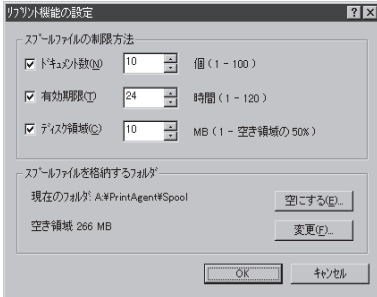 リプリント機能の設定
スプールファイルの制限方法
ドキュメント数(N) 10 個 ( 1 - 100 )
有効期限(T) 24 時間 ( 1 - 120 )
ディスク領域(C) 10 MB ( 1 - 空き領域の 50% )
スプールファイルを格納するフォルダ
現在のフォルダ: A:¥PrintAgent¥Spool
空にする(E)...
空き領域 266 MB
変更(F)...
OK キャンセル